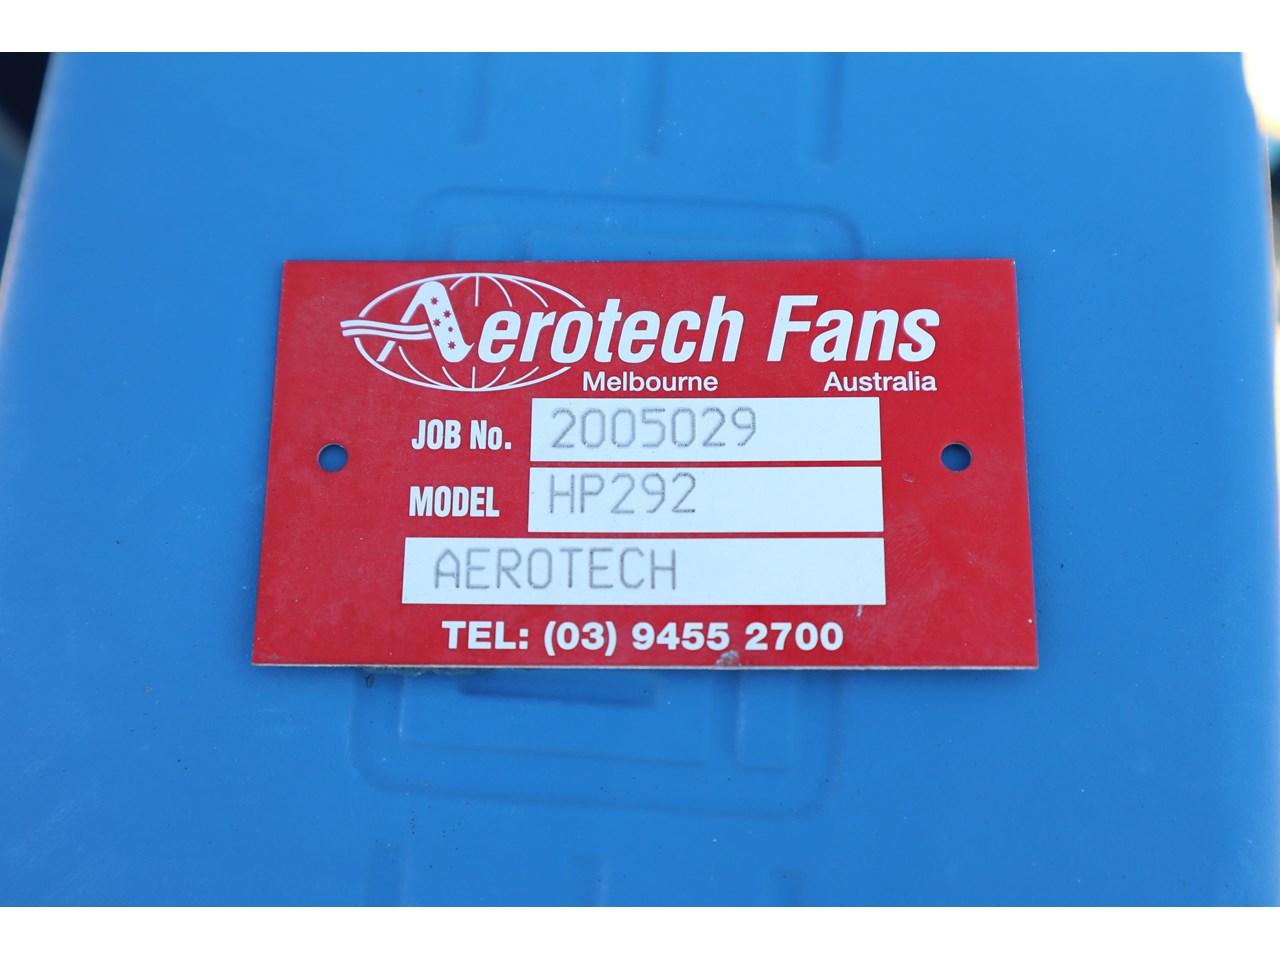 Aerotech Fans
Melbourne Australia
JOB No. 2005029
MODEL HP292
AEROTECH
TEL: (03) 9455 2700